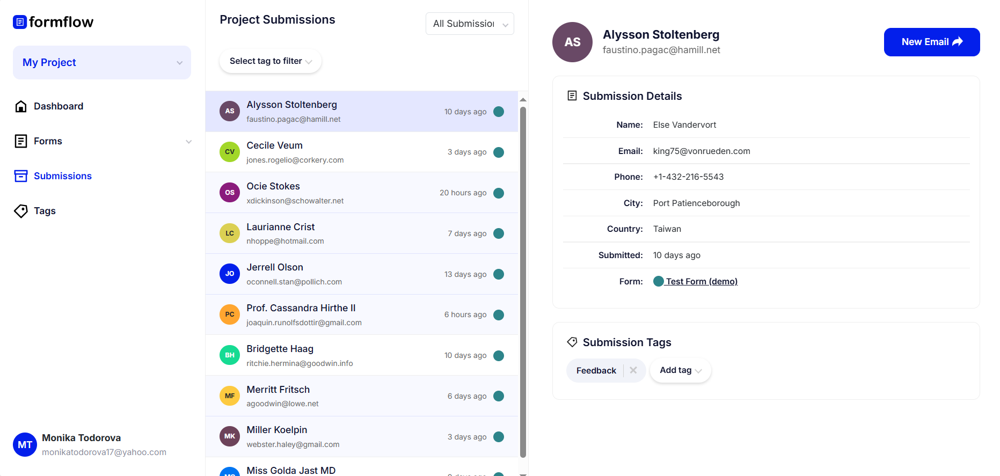 formflow
My Project
Dashboard
Forms
Submissions
Tags
MT
Monika Todorova
monikatodorova17@yahoo.com
Project Submissions
All Submission
Select tag to filter
AS
Alysson Stoltenberg
faustino.pagac@hamill.net
10 days ago
CV
Cecile Veum
jones.rogelio@corkery.com
3 days ago
OS
Ocie Stokes
xdickinson@schowalter.net
20 hours ago
LC
Laurianne Crist
nhoppe@hotmail.com
7 days ago
JO
Jerrell Olson
oconnell.stan@pollich.com
13 days ago
PC
Prof. Cassandra Hirthe II
joaquin.runolfsdottir@gmail.com
6 hours ago
BH
Bridgette Haag
ritchie.hermina@goodwin.info
10 days ago
MF
Merritt Fritsch
agoodwin@lowe.net
6 days ago
MK
Miller Koelpin
webster.haley@gmail.com
3 days ago
Miss Golda Jast MD
days ago
AS
Alysson Stoltenberg
faustino.pagac@hamill.net
New Email
Submission Details
Name: Else Vandervort
Email: king75@vonrueden.com
Phone: +1-432-216-5543
City: Port Patienceborough
Country: Taiwan
Submitted: 10 days ago
Form: Test Form (demo)
Submission Tags
Feedback
Add tag